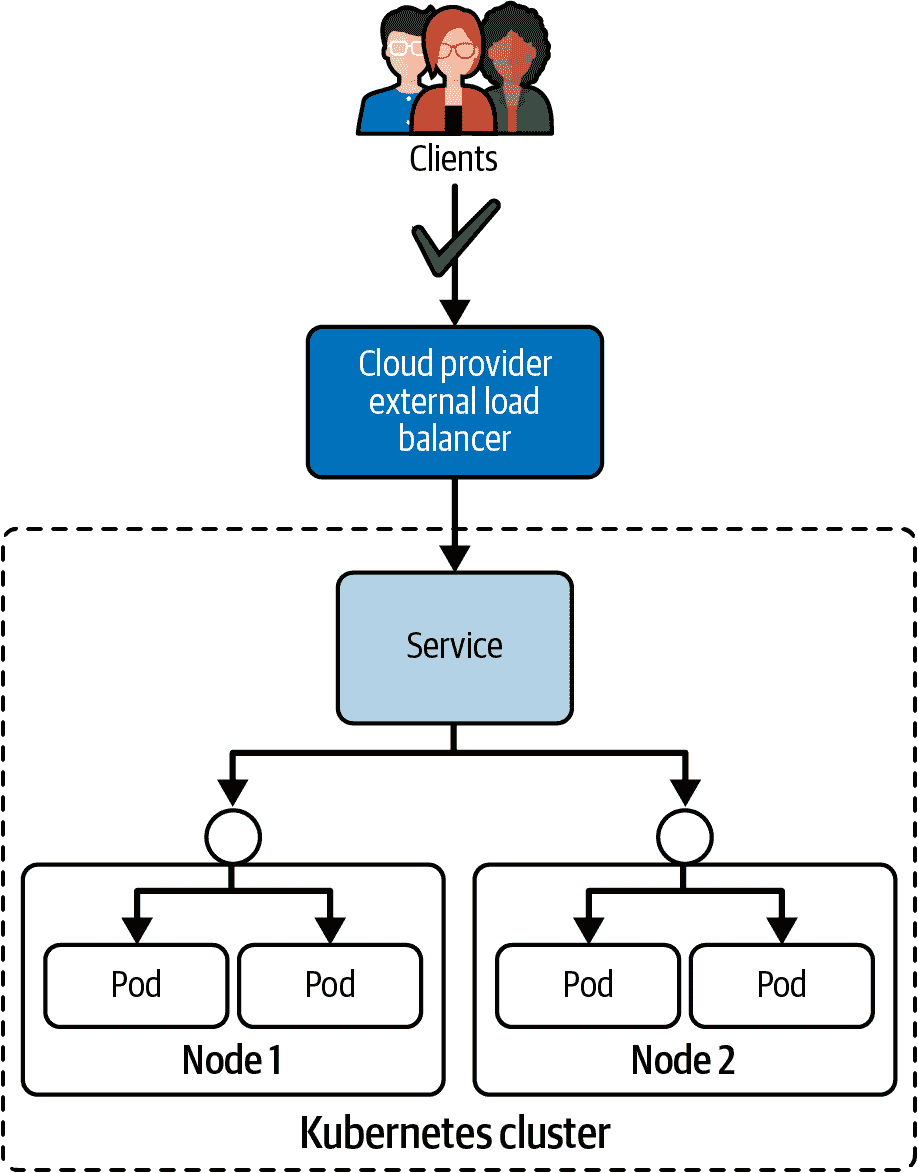 Clients
Cloud provider
external load
balancer
Service
Pod
Pod
Pod
Pod
Node 1
Node 2
Kubernetes cluster